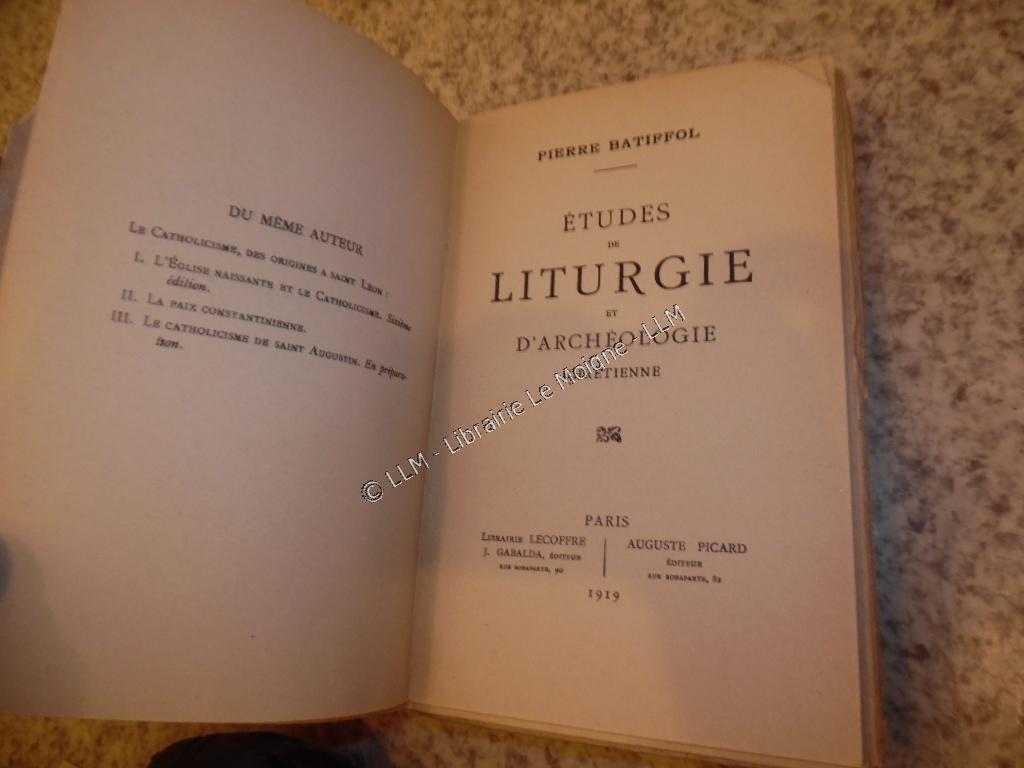 DU MÊME AUTEUR
LE CATHOLICISME, DES ORIGINES A SAINT LÉON :
I. L'ÉGLISE NAISSANTE ET LE CATHOLICISME. Sixième
édition.
II. LA PAIX CONSTANTINIENNE.
III. LE CATHOLICISME DE SAINT AUGUSTIN. En prépara-
tion.
PIERRE BATIFFOL
ÉTUDES
DE
LITURGIE
ET
D'ARCHÉOLOGIE
CHRÉTIENNE
PARIS
LIBRAIRIE LECOFFRE
J. GABALDA, ÉDITEUR
RUE BONAPARTE, 90
AUGUSTE PICARD
ÉDITEUR
RUE BONAPARTE, 82
1919
© LLM - Librairie Le Moigne - LLM